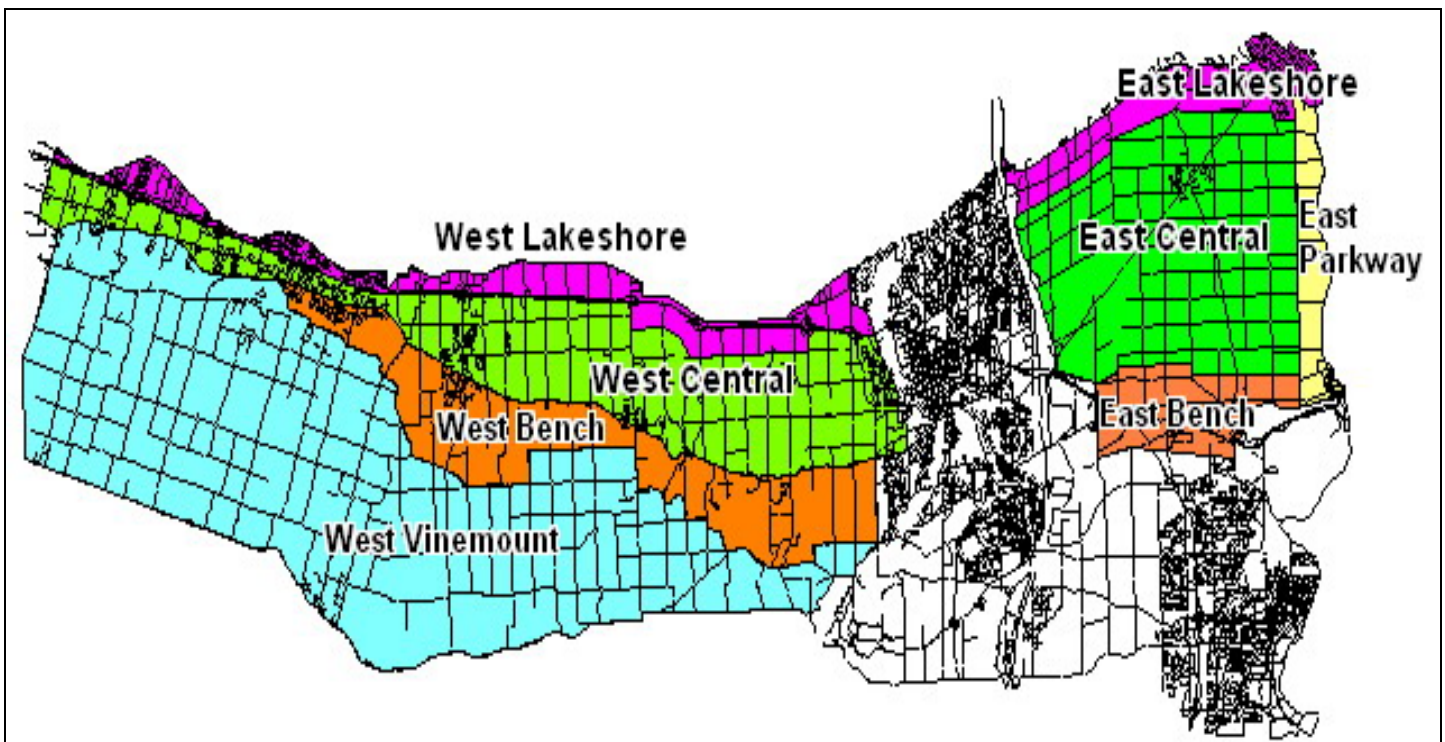 East Lakeshore
East
Parkway
West Lakeshore
East Central
West Central
East Bench
West Bench
West Vinemount